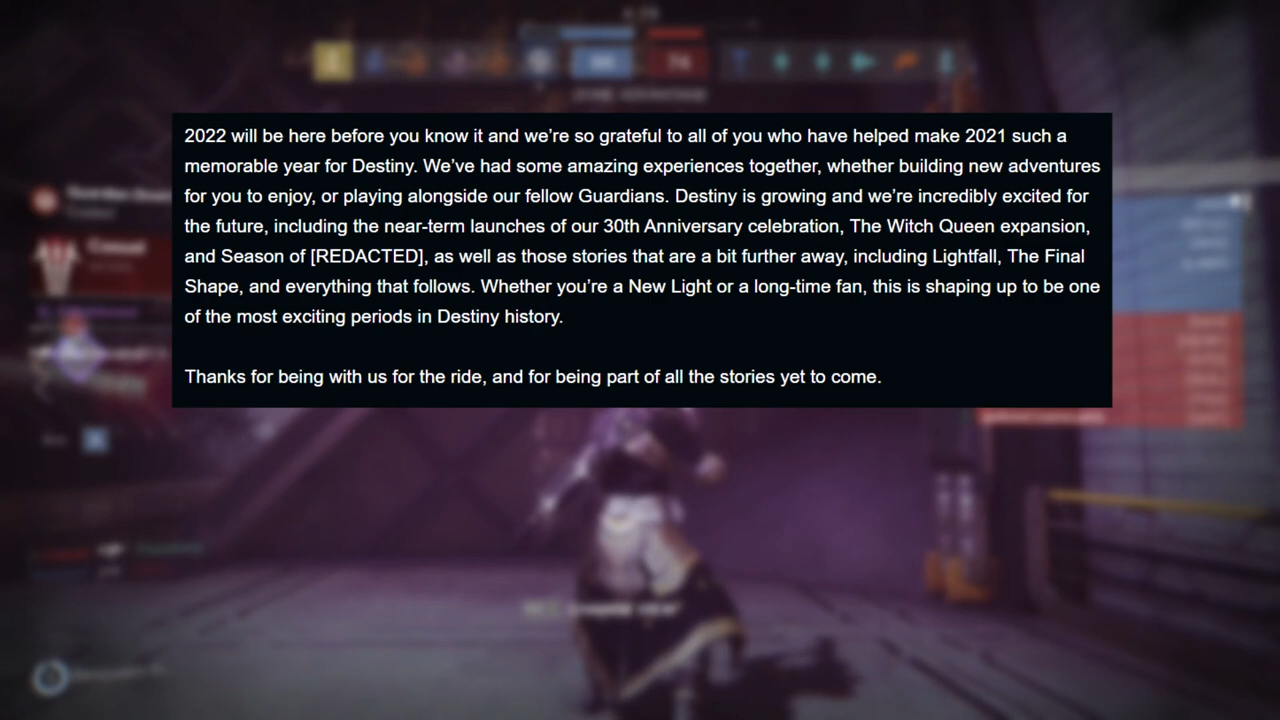 2022 will be here before you know it and we’re so grateful to all of you who have helped make 2021 such a
memorable year for Destiny. We’ve had some amazing experiences together, whether building new adventures
for you to enjoy, or playing alongside our fellow Guardians. Destiny is growing and we’re incredibly excited for
the future, including the near-term launches of our 30th Anniversary celebration, The Witch Queen expansion,
and Season of [REDACTED], as well as those stories that are a bit further away, including Lightfall, The Final
Shape, and everything that follows. Whether you’re a New Light or a long-time fan, this is shaping up to be one
of the most exciting periods in Destiny history.
Thanks for being with us for the ride, and for being part of all the stories yet to come.